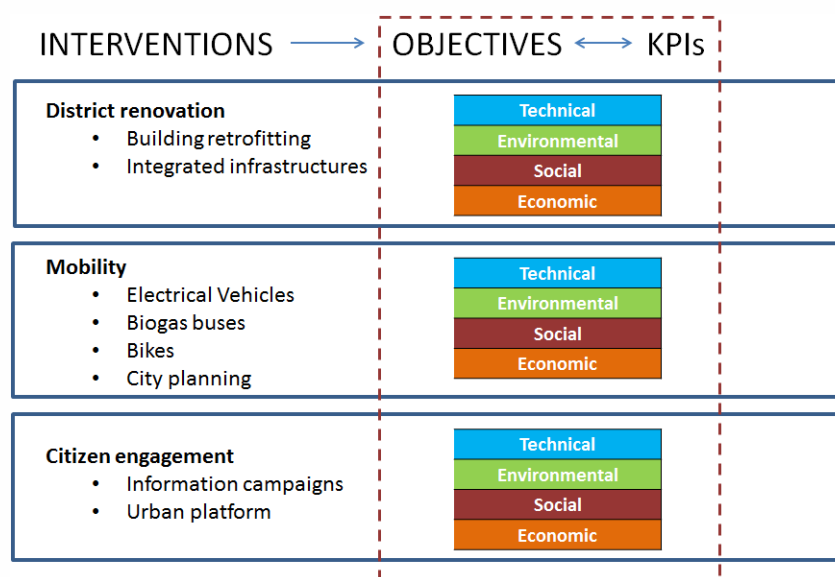 INTERVENTIONS OBJECTIVES KPIs
District renovation
• Building retrofitting
• Integrated infrastructures
Technical
Environmental
Social
Economic
Mobility
• Electrical Vehicles
• Biogas buses
• Bikes
• City planning
Technical
Environmental
Social
Economic
Citizen engagement
• Information campaigns
• Urban platform
Technical
Environmental
Social
Economic